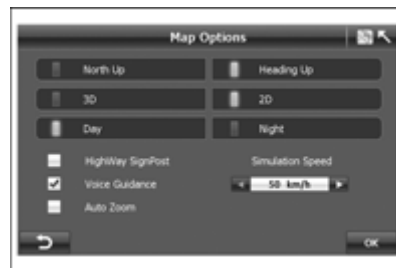 Map Options
North Up Heading Up
3D 2D
Day Night
HighWay SignPost Simulation Speed
Voice Guidance 50 km/h
Auto Zoom
OK